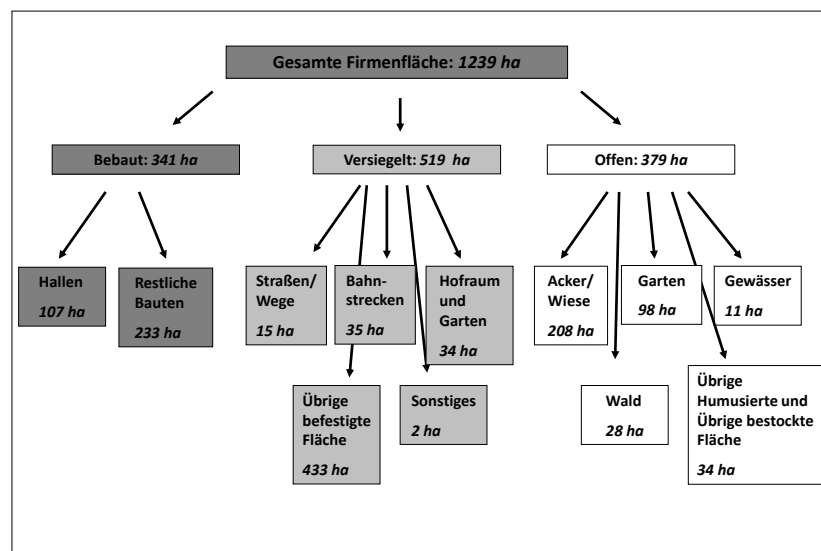 Gesamte Firmenfläche: 1239 ha
Bebaut: 341 ha
Versiegelt: 519 ha
Offen: 379 ha
Hallen
107 ha
Restliche
Bauten
233 ha
Straßen/
Wege
15 ha
Bahn-
strecken
35 ha
Hofraum
und
Garten
34 ha
Acker/
Wiese
208 ha
Garten
98 ha
Gewässer
11 ha
Übrige
befestigte
Fläche
433 ha
Sonstiges
2 ha
Wald
28 ha
Übrige
Humusierte und
Übrige bestockte
Fläche
34 ha